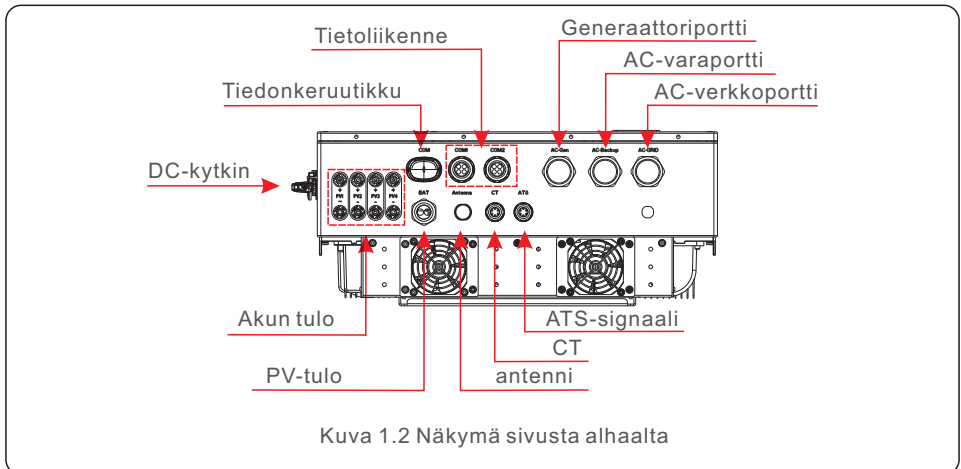 Tietoliikenne
Generaattoriportti
AC-varaportti
Tiedonkeruutikku
AC-verkkoportti
COM COM1 COM2 AC-Gen AC-Backup AC-GRID
DC-kytkin
+ + + +
PV1 PV2 PV3 PV4
- - - -
BAT Antenna CT ATS
Akun tulo
ATS-signaali
CT
PV-tulo
antenni
Kuva 1.2 Näkymä sivusta alhaalta